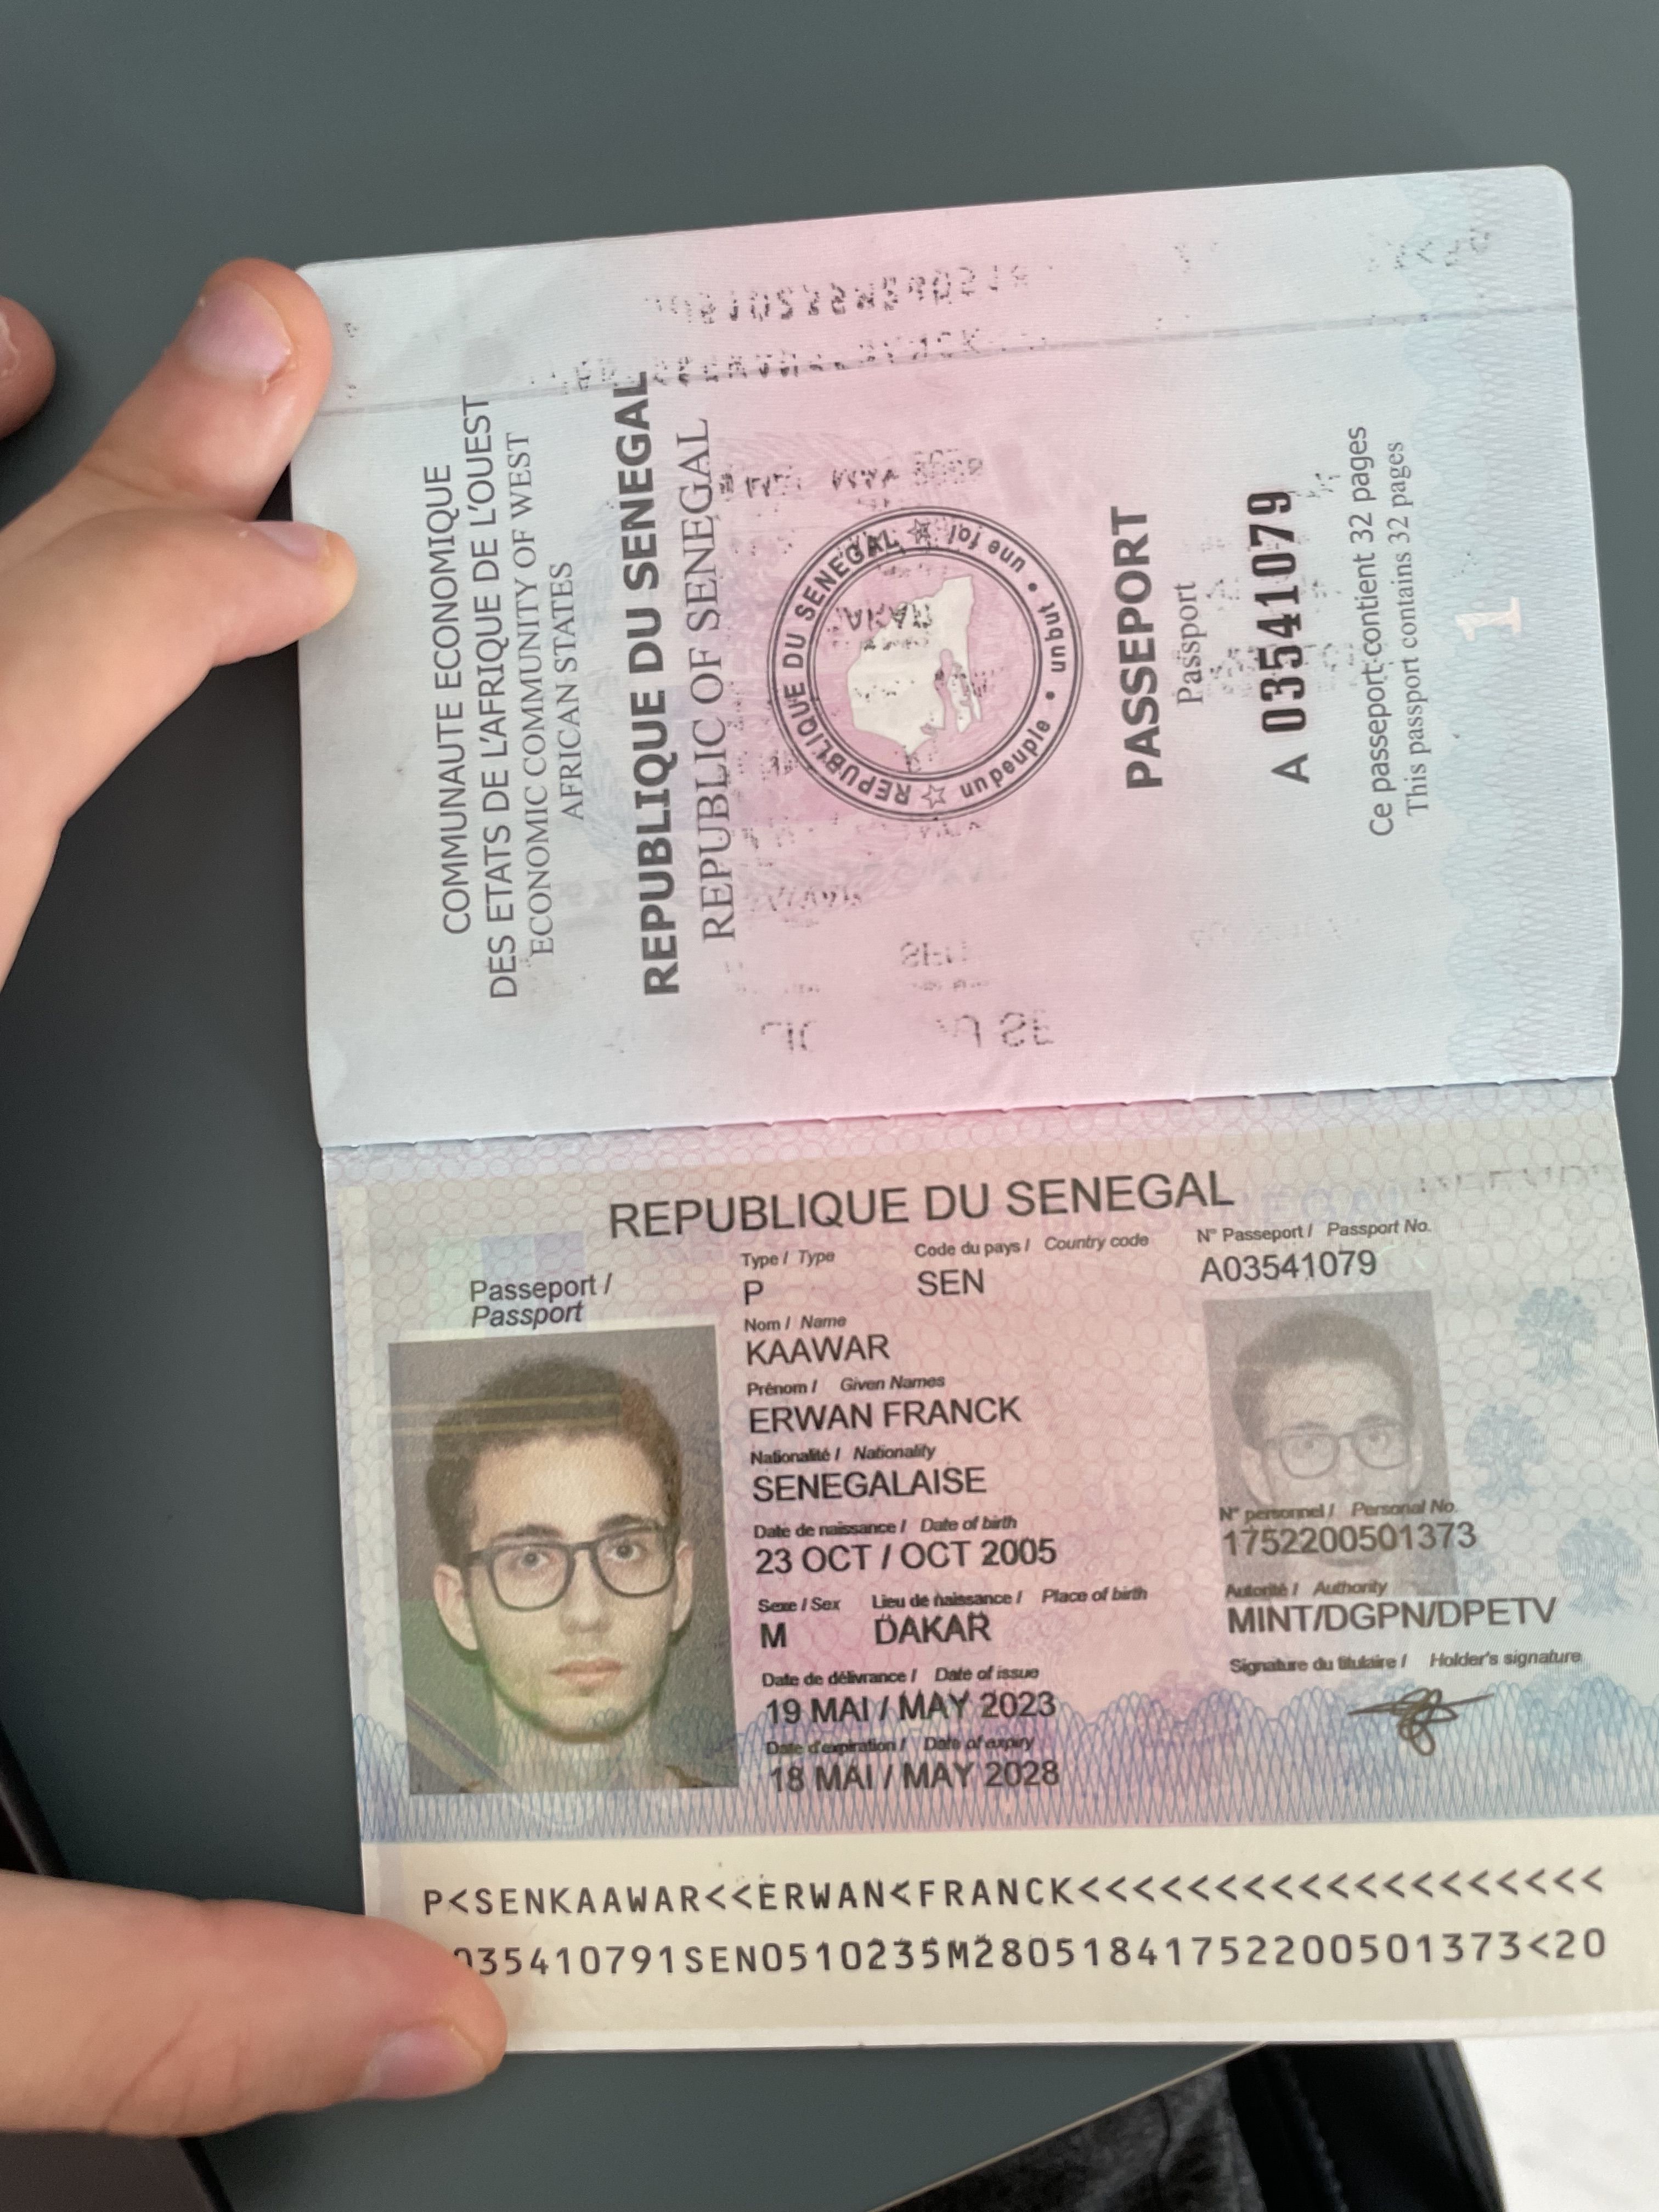 COMMUNAUTE ECONOMIQUE
DES ETATS DE L'AFRIQUE DE L'OUEST
ECONOMIC COMMUNITY OF WEST
AFRICAN STATES
REPUBLIQUE DU SENEGAL
REPUBLIC OF SENEGAL
REPUBLIQUE DU SENEGAL
un peuple • un but • une foi
PASSEPORT
Passport
A 03541079
Ce passeport contient 32 pages
This passport contains 32 pages
1
REPUBLIQUE DU SENEGAL
Passeport / Passport
Type / Type Code du pays / Country code N° Passeport / Passport No.
P SEN A03541079
Nom / Name
KAAWAR
Prénom / Given Names
ERWAN FRANCK
Nationalité / Nationality
SENEGALAISE
Date de naissance / Date of birth N° personnel / Personal No.
23 OCT / OCT 2005 1752200501373
Sexe / Sex Lieu de naissance / Place of birth Autorité / Authority
M DAKAR MINT/DGPN/DPETV
Date de délivrance / Date of issue Signature du titulaire / Holder's signature
19 MAI / MAY 2023
Date d'expiration / Date of expiry
18 MAI / MAY 2028
P<SENKAAWAR<<ERWAN<FRANCK<<<<<<<<<<<<<<<<<<<
035410791SEN0510235M28051841752200501373<20